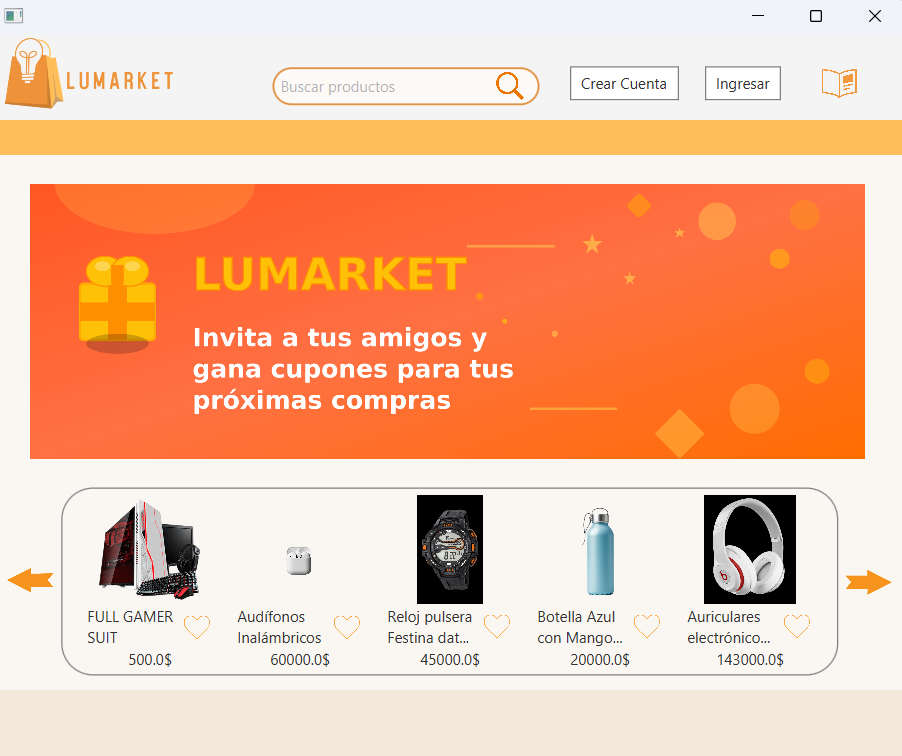 LUMARKET
Buscar productos
Crear Cuenta
Ingresar
LUMARKET
Invita a tus amigos y
gana cupones para tus
próximas compras
FULL GAMER
SUIT
500.0$
Audífonos
Inalámbricos
60000.0$
Reloj pulsera
Festina dat...
45000.0$
Botella Azul
con Mango...
20000.0$
Auriculares
electrónico...
143000.0$